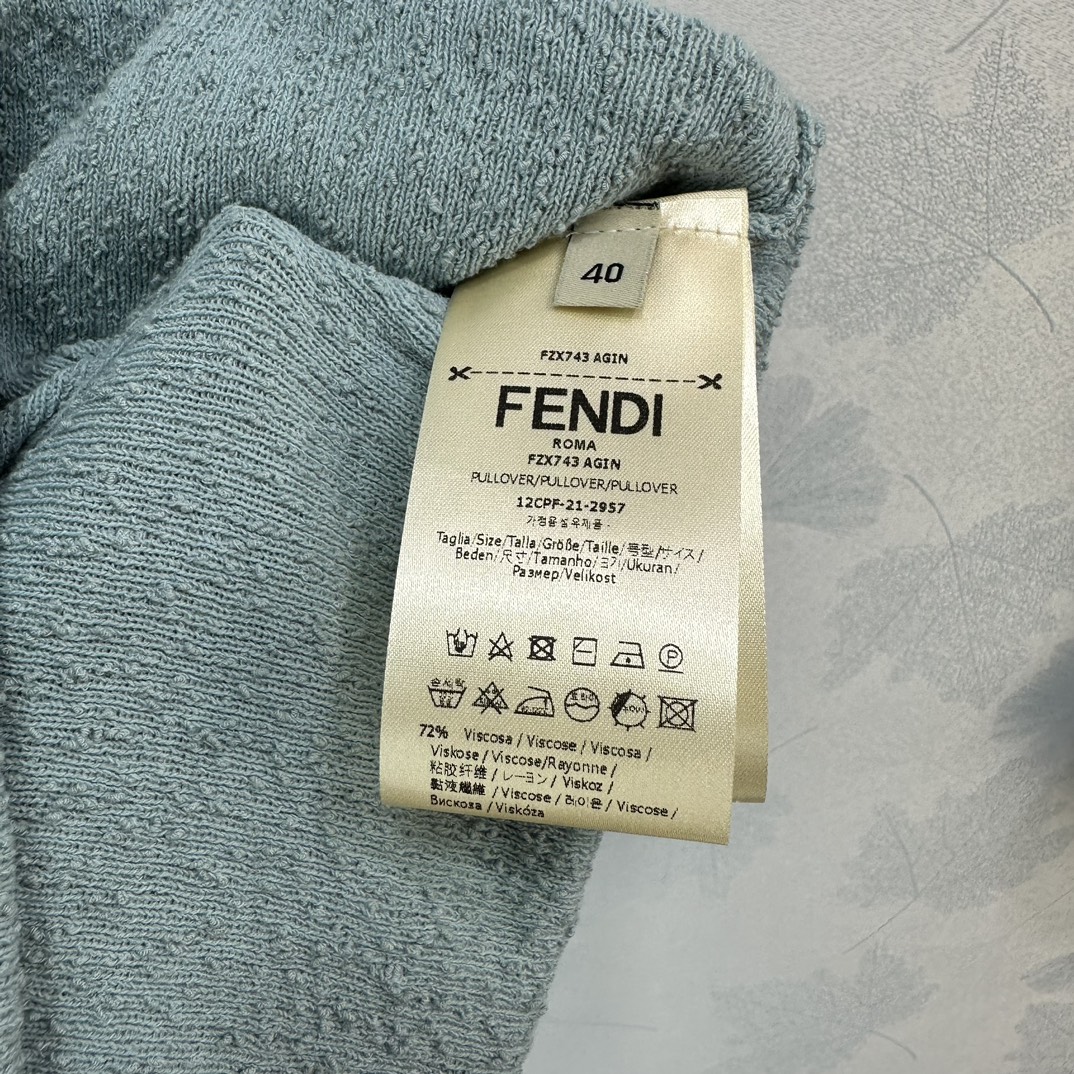 40
FZX743 AGIN
FENDI
ROMA
FZX743 AGIN
PULLOVER/PULLOVER/PULLOVER
12CPF-21-2957
가정용섬유제품 -
Taglia/Size/Talla/Größe/Taille/号型/サイズ/
Beden/尺寸/Tamanho/크기/Ukuran/
Размер/Velikost
P
손세탁
72% Viscosa / Viscose / Viscosa /
Viskose / Viscose/Rayonne /
粘胶纤维 / レーヨン / Viskoz /
黏液纖維 / Viscose / 레이온 / Viscose /
Вискоза / Viskóza